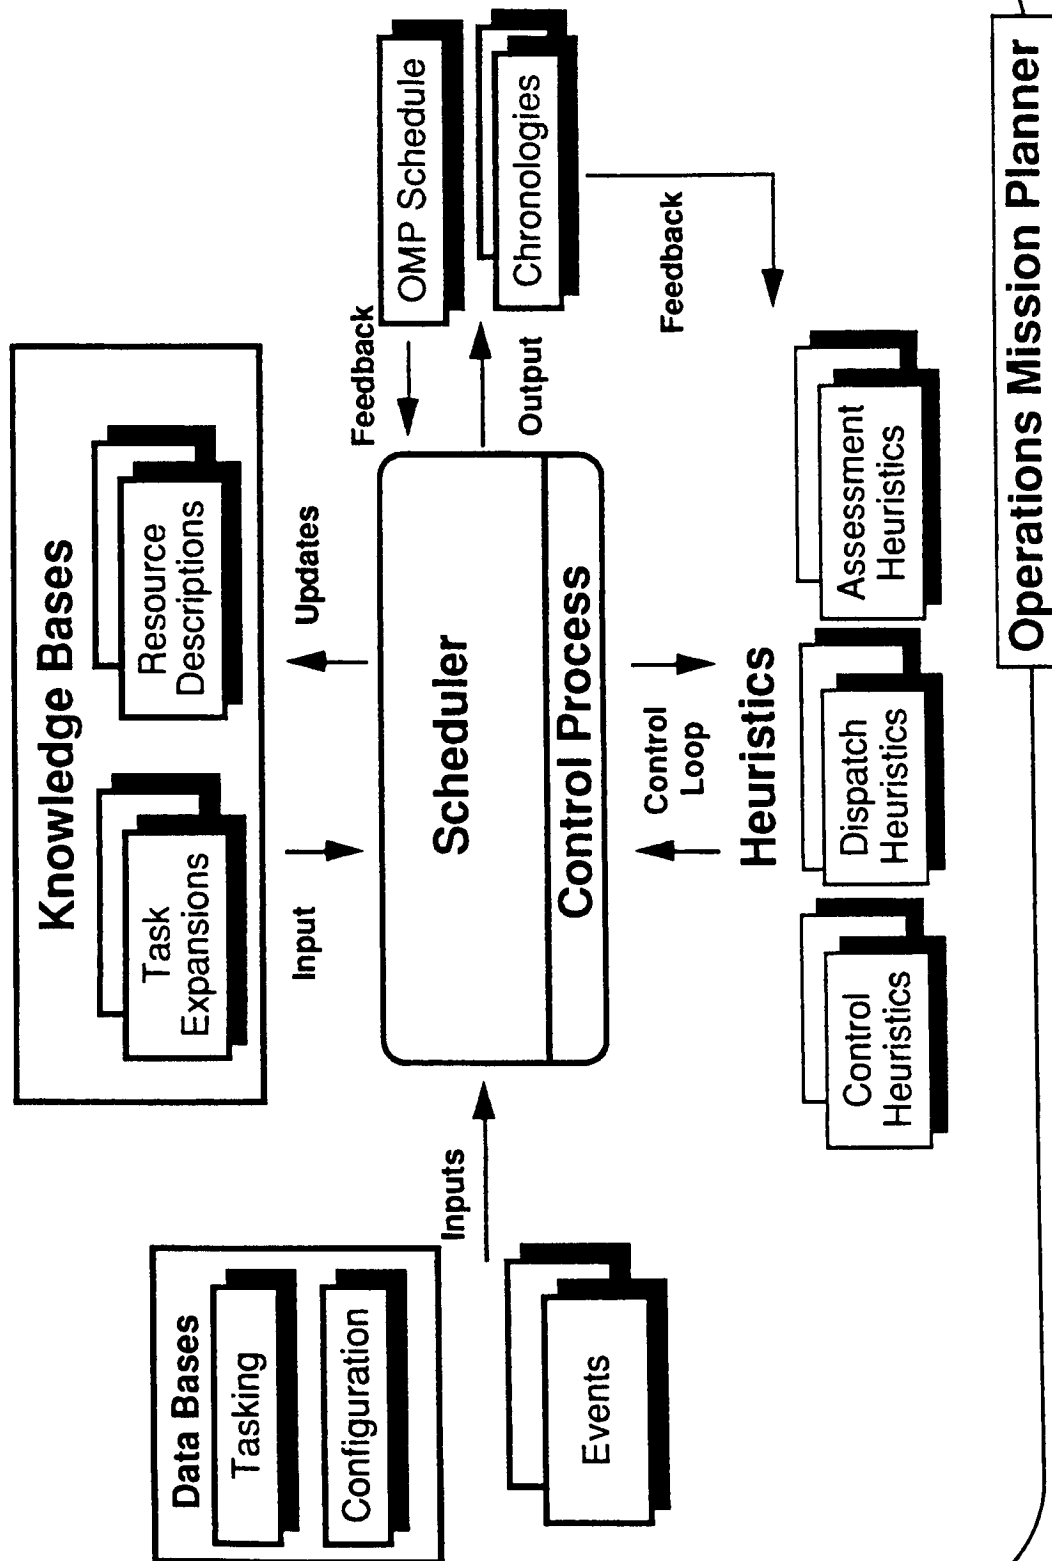 Knowledge Bases
Task
Expansions
Resource
Descriptions
Data Bases
Tasking
Configuration
Events
Inputs
Input
Updates
Scheduler
Control Process
Feedback
Output
OMP Schedule
Chronologies
Feedback
Control
Loop
Heuristics
Control
Heuristics
Dispatch
Heuristics
Assessment
Heuristics
Operations Mission Planner